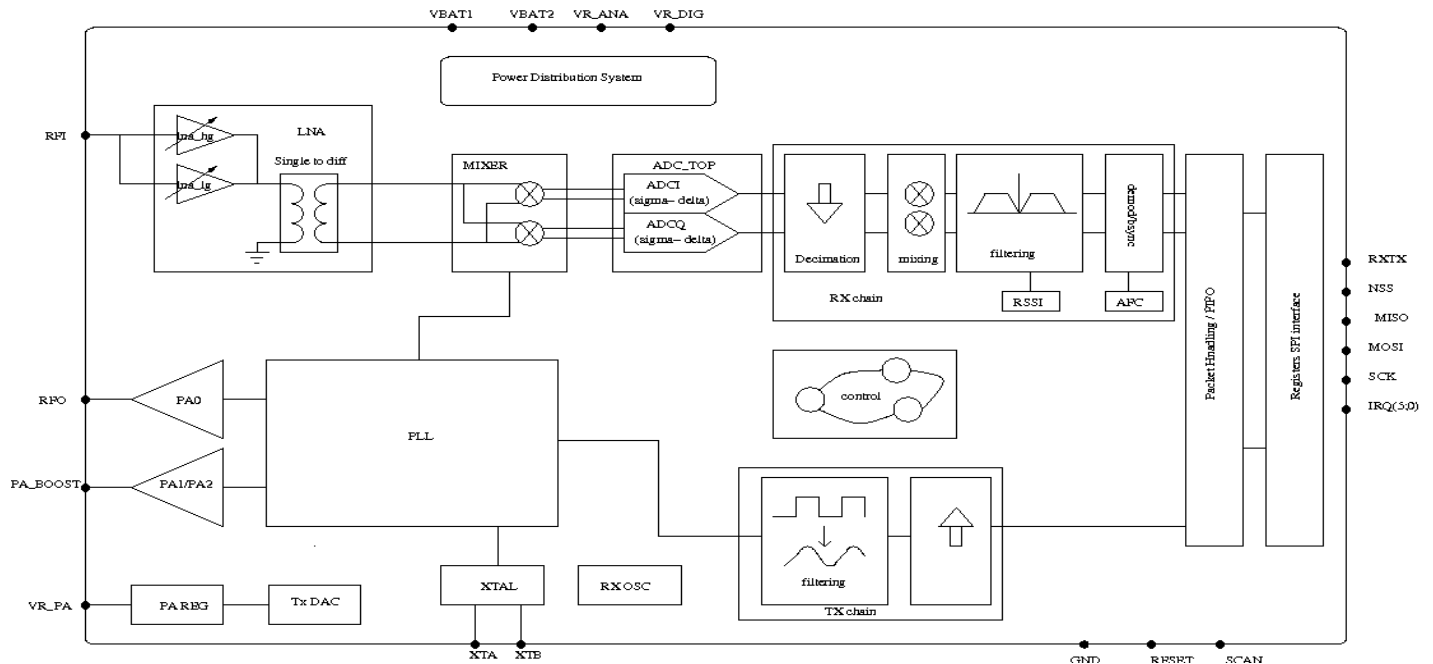 VBAT1
VBAT2
VR_ANA
VR_DIG
Power Distribution System
RFI
lna_hg
LNA
Single to diff
lna_lg
MIXER
ADC_TOP
ADCI
(sigma- delta)
ADCQ
(sigma- delta)
Decimation
mixing
filtering
demod/bsync
RSSI
AFC
RX chain
Packet Hnadling / FIFO
Registers SPI interface
RXTX
NSS
MISO
MOSI
SCK
IRQ(5;0)
RFO
PA0
PLL
control
PA_BOOST
PA1/PA2
filtering
TX chain
XTAL
RX OSC
VR_PA
PA REG
Tx DAC
XTA
XTB
GND
RESET
SCAN